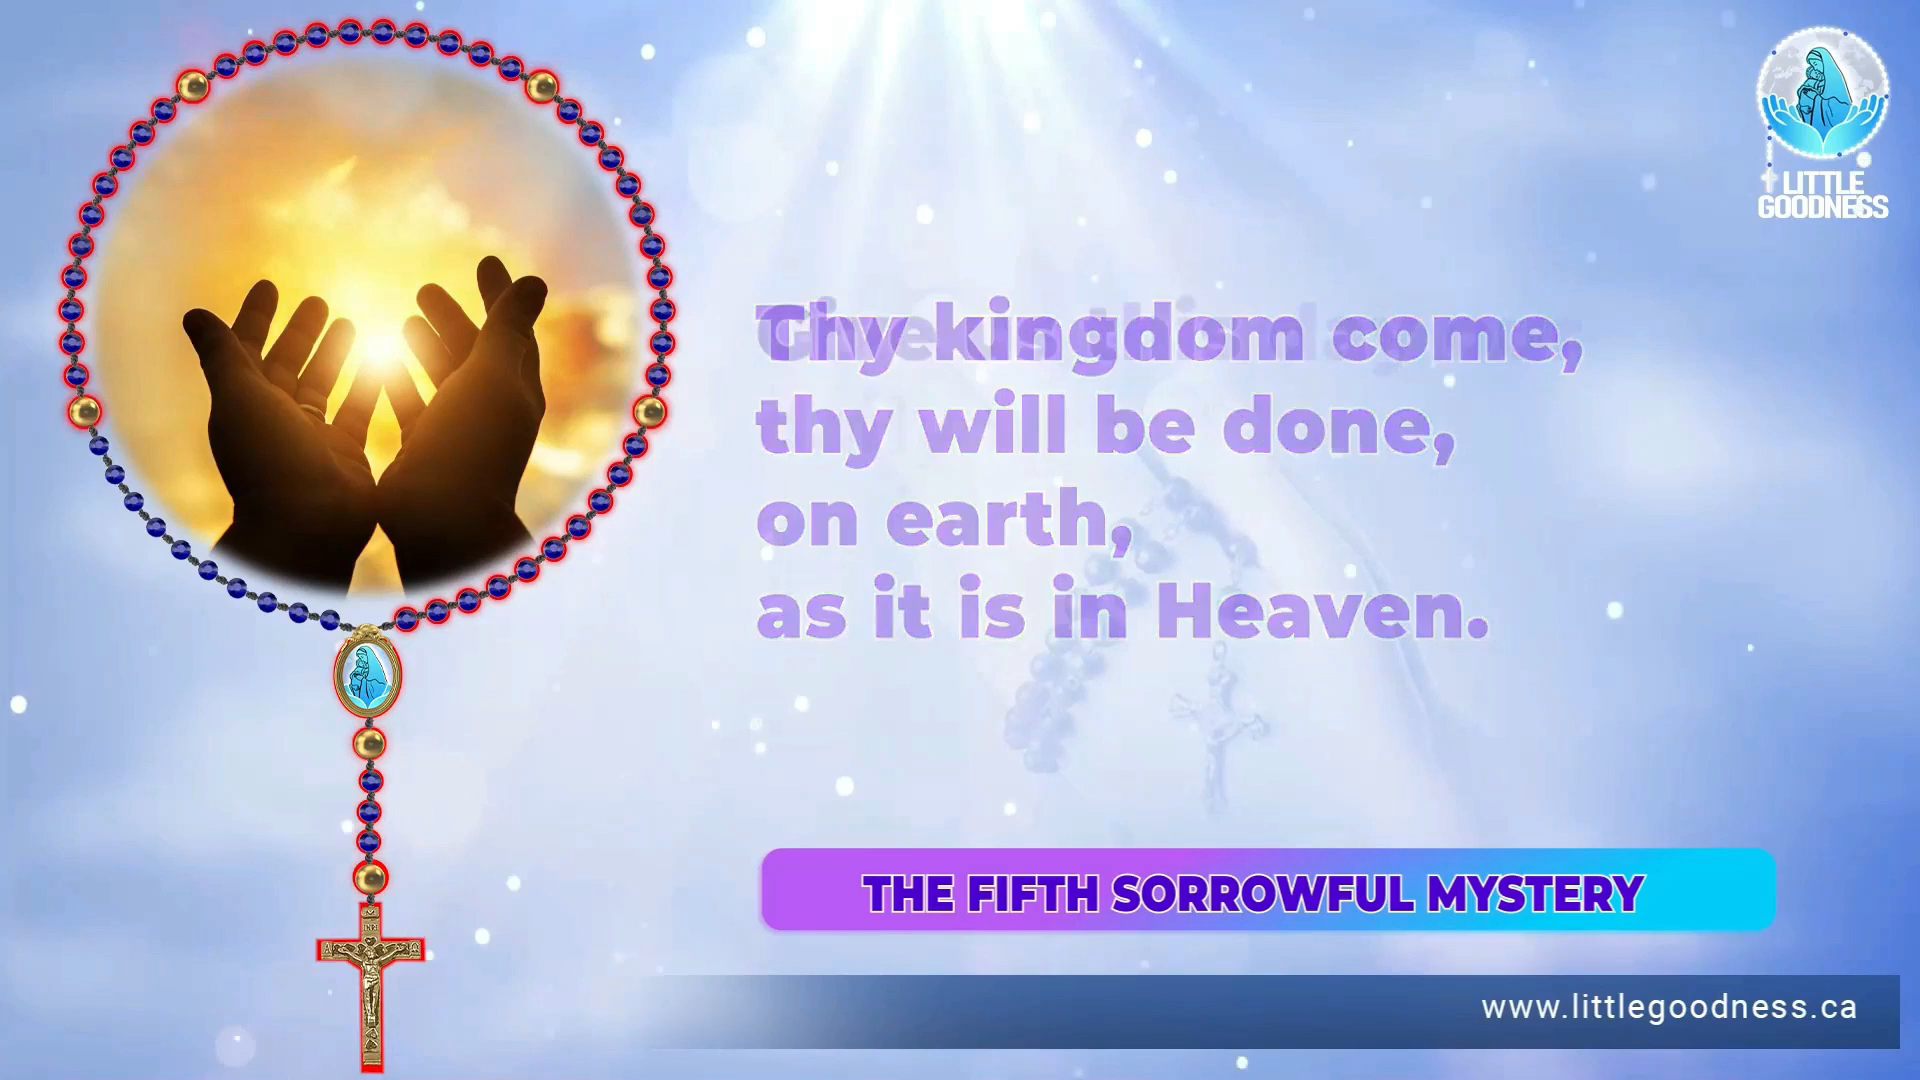 LITTLE
GOODNESS
Thy kingdom come,
thy will be done,
on earth,
as it is in Heaven.
INRI
THE FIFTH SORROWFUL MYSTERY
www.littlegoodness.ca